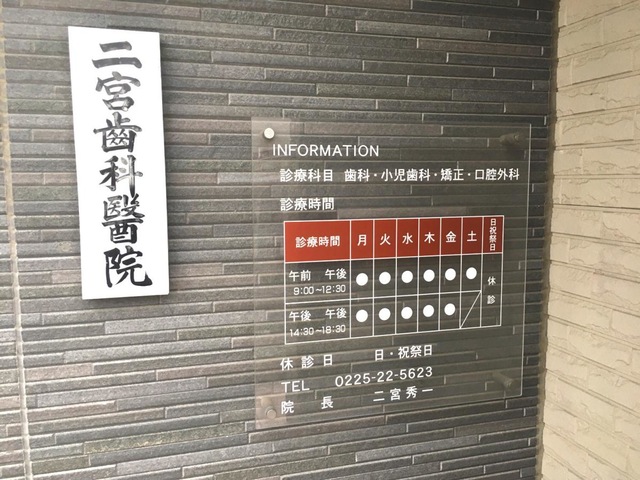 二宮歯科醫院
INFORMATION
診療科目 歯科・小児歯科・矯正・口腔外科
診療時間
診療時間 月 火 水 木 金 土 日祝祭日
午前 午後
9:00~12:30 ● ● ● ● ● ● 休診
午後 午後
14:30~18:30 ● ● ● ● ● ／
休診日 日・祝祭日
TEL 0225-22-5623
院長 二宮秀一